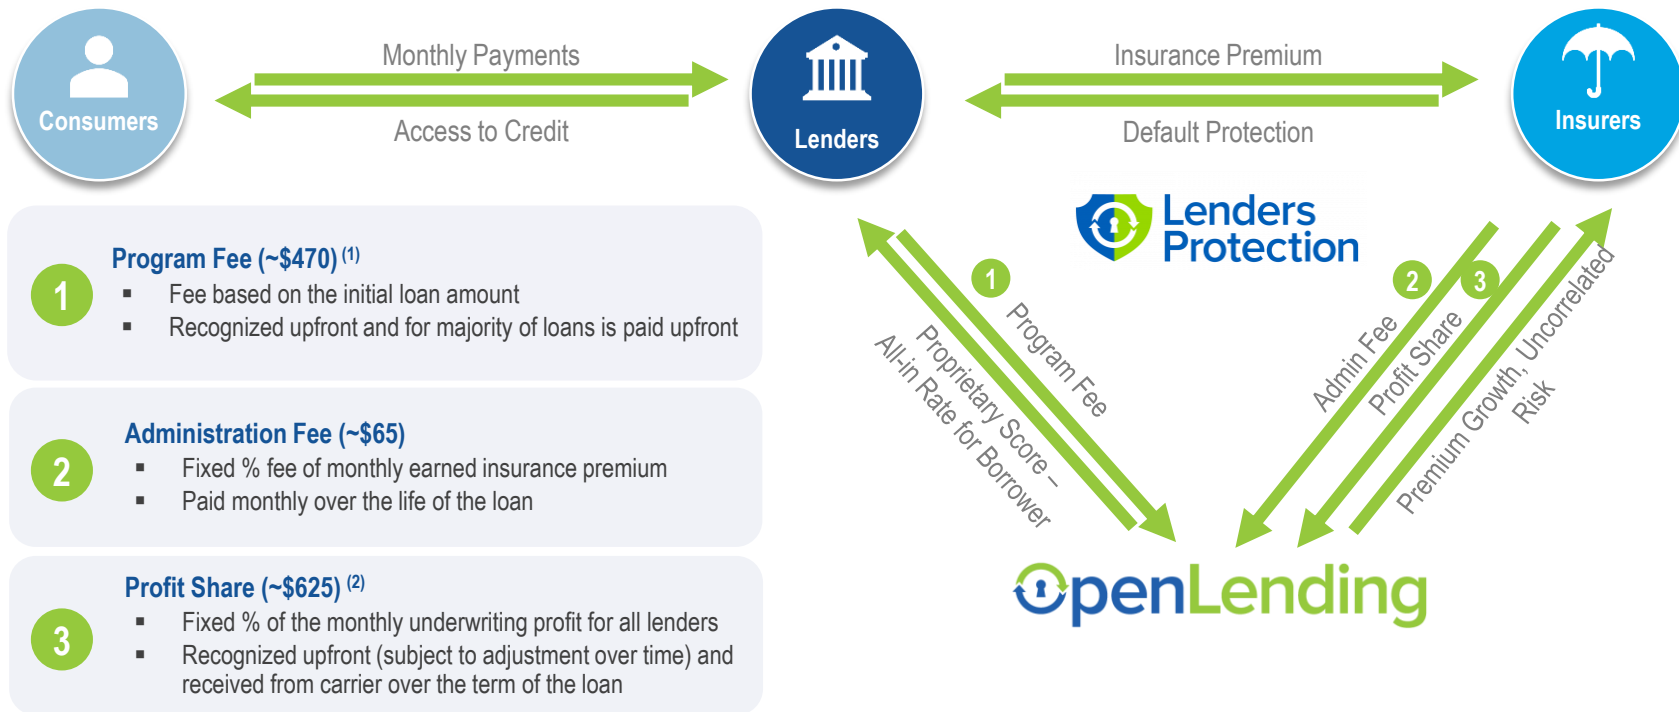 Consumers
Monthly Payments
Access to Credit
Lenders
Insurance Premium
Default Protection
Insurers
Lenders
Protection
1
Program Fee (~$470) (1)
▪ Fee based on the initial loan amount
▪ Recognized upfront and for majority of loans is paid upfront
2
Administration Fee (~$65)
▪ Fixed % fee of monthly earned insurance premium
▪ Paid monthly over the life of the loan
3
Profit Share (~$625) (2)
▪ Fixed % of the monthly underwriting profit for all lenders
▪ Recognized upfront (subject to adjustment over time) and
received from carrier over the term of the loan
1
Program Fee
Proprietary Score –
All-in Rate for Borrower
2
Admin Fee
3
Profit Share
Premium Growth, Uncorrelated
Risk
OpenLending